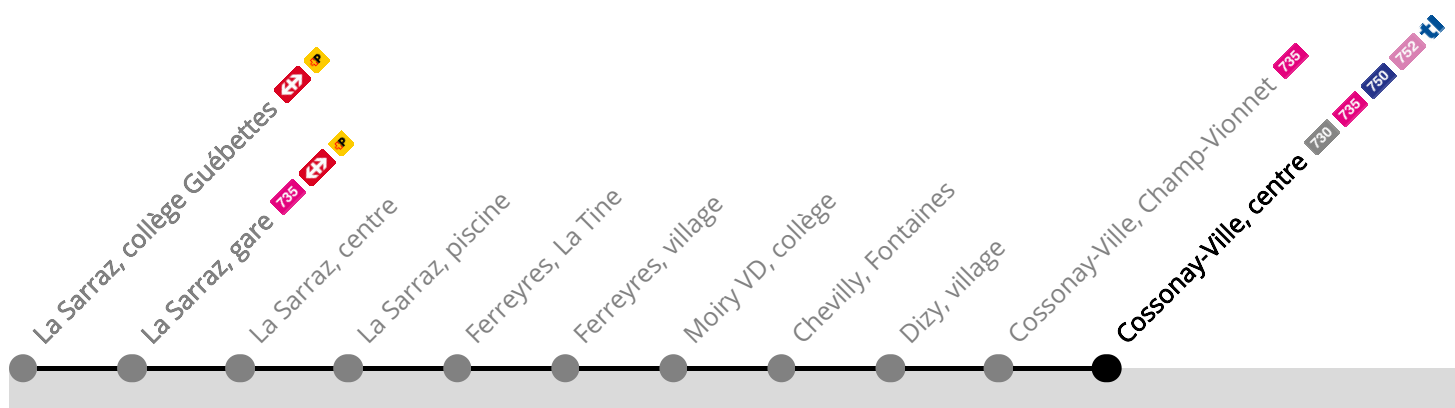 La Sarraz, collège Guébettes P
La Sarraz, gare 735 P
La Sarraz, centre
La Sarraz, piscine
Ferreyres, La Tine
Ferreyres, village
Moiry VD, collège
Chevilly, Fontaines
Dizy, village
Cossonay-Ville, Champ-Vionnet 735
Cossonay-Ville, centre 730 735 750 752 tl